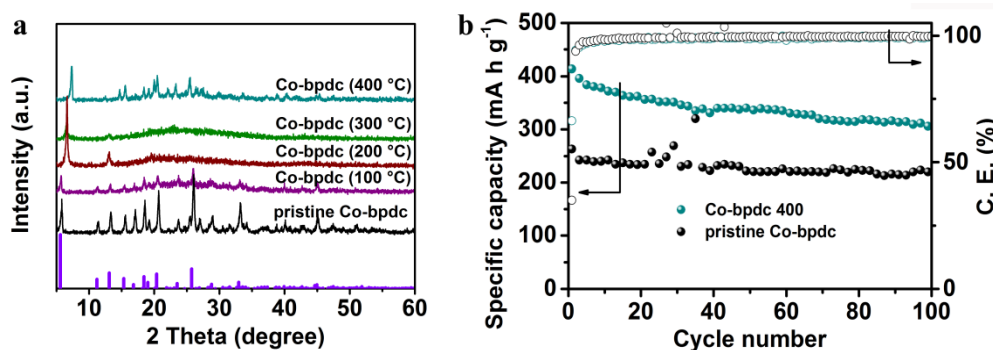 a
Intensity (a.u.)
Co-bpdc (400 °C)
Co-bpdc (300 °C)
Co-bpdc (200 °C)
Co-bpdc (100 °C)
pristine Co-bpdc
10 20 30 40 50 60
2 Theta (degree)
b
Specific capacity (mA h g⁻¹)
500
400
300
200
100
0
Co-bpdc 400
pristine Co-bpdc
0 20 40 60 80 100
Cycle number
100
50
0
C. E. (%)